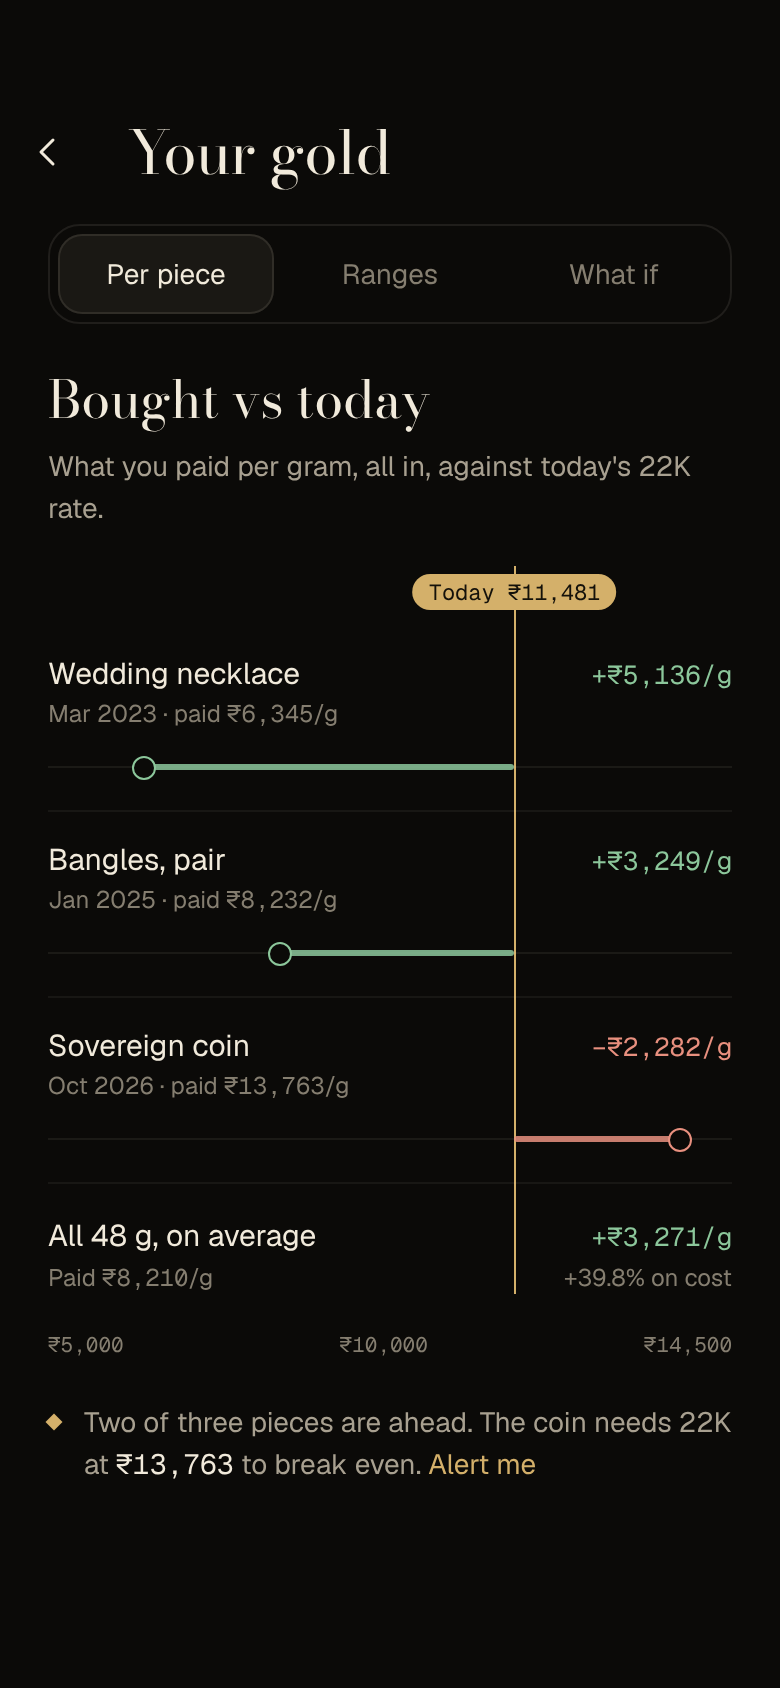 Your gold
Per piece Ranges What if
Bought vs today
What you paid per gram, all in, against today's 22K
rate.
Today ₹11,481
Wedding necklace +₹5,136/g
Mar 2023 · paid ₹6,345/g
Bangles, pair +₹3,249/g
Jan 2025 · paid ₹8,232/g
Sovereign coin −₹2,282/g
Oct 2026 · paid ₹13,763/g
All 48 g, on average +₹3,271/g
Paid ₹8,210/g +39.8% on cost
₹5,000 ₹10,000 ₹14,500
Two of three pieces are ahead. The coin needs 22K
at ₹13,763 to break even. Alert me